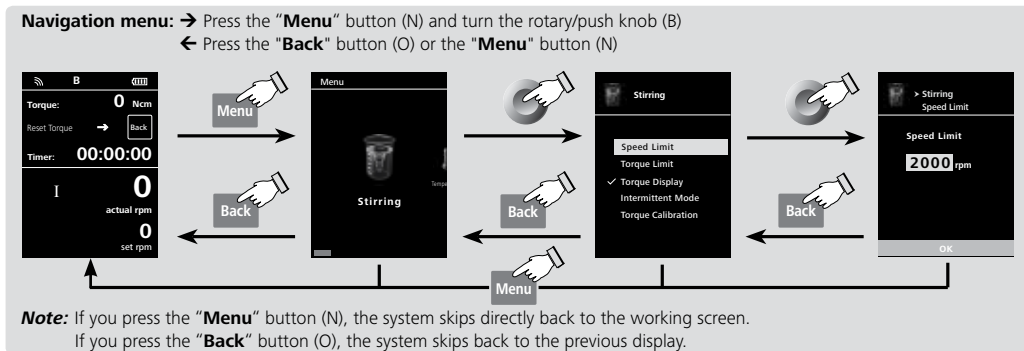 Navigation menu: → Press the "Menu" button (N) and turn the rotary/push knob (B)
← Press the "Back" button (O) or the "Menu" button (N)
B
Torque: 0 Ncm
Reset Torque → Back
Timer: 00:00:00
I 0
actual rpm
0
set rpm
Menu
Back
Menu
Stirring
Back
Stirring
Speed Limit
Torque Limit
✓ Torque Display
Intermittent Mode
Torque Calibration
Back
> Stirring
Speed Limit
Speed Limit
2000 rpm
OK
Menu
Note: If you press the "Menu" button (N), the system skips directly back to the working screen.
If you press the "Back" button (O), the system skips back to the previous display.